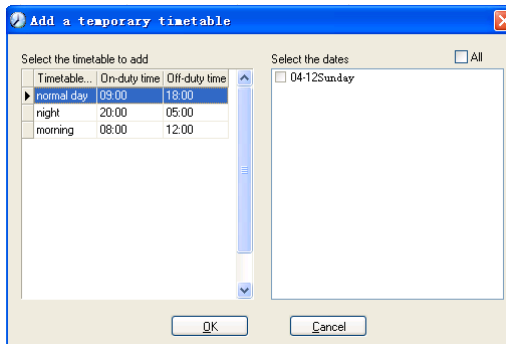 Add a temporary timetable
Select the timetable to add
Timetable... On-duty time Off-duty time
normal day 09:00 18:00
night 20:00 05:00
morning 08:00 12:00
Select the dates All
04-12Sunday
OK Cancel